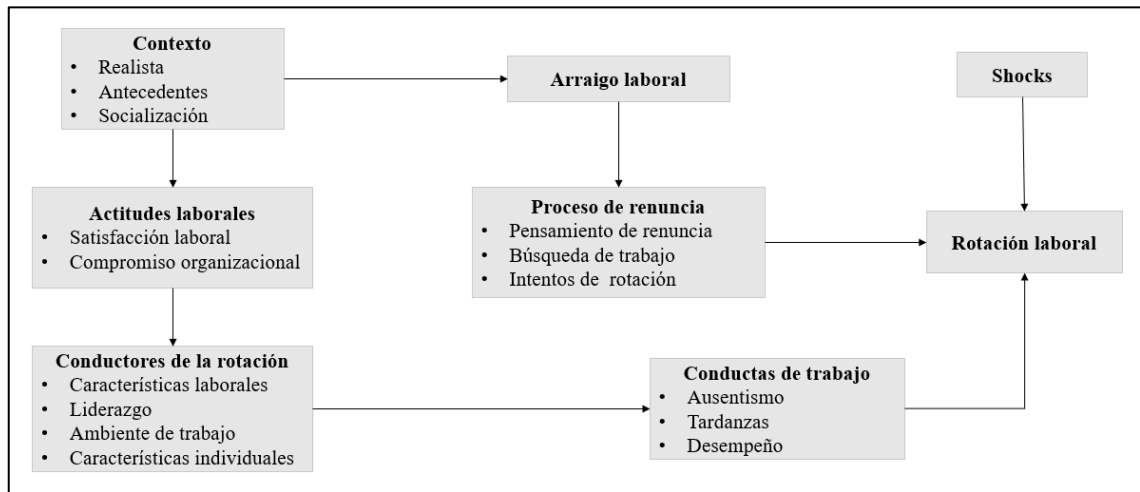 Contexto
• Realista
• Antecedentes
• Socialización
Arraigo laboral
Shocks
Actitudes laborales
• Satisfacción laboral
• Compromiso organizacional
Proceso de renuncia
• Pensamiento de renuncia
• Búsqueda de trabajo
• Intentos de rotación
Rotación laboral
Conductores de la rotación
• Características laborales
• Liderazgo
• Ambiente de trabajo
• Características individuales
Conductas de trabajo
• Ausentismo
• Tardanzas
• Desempeño